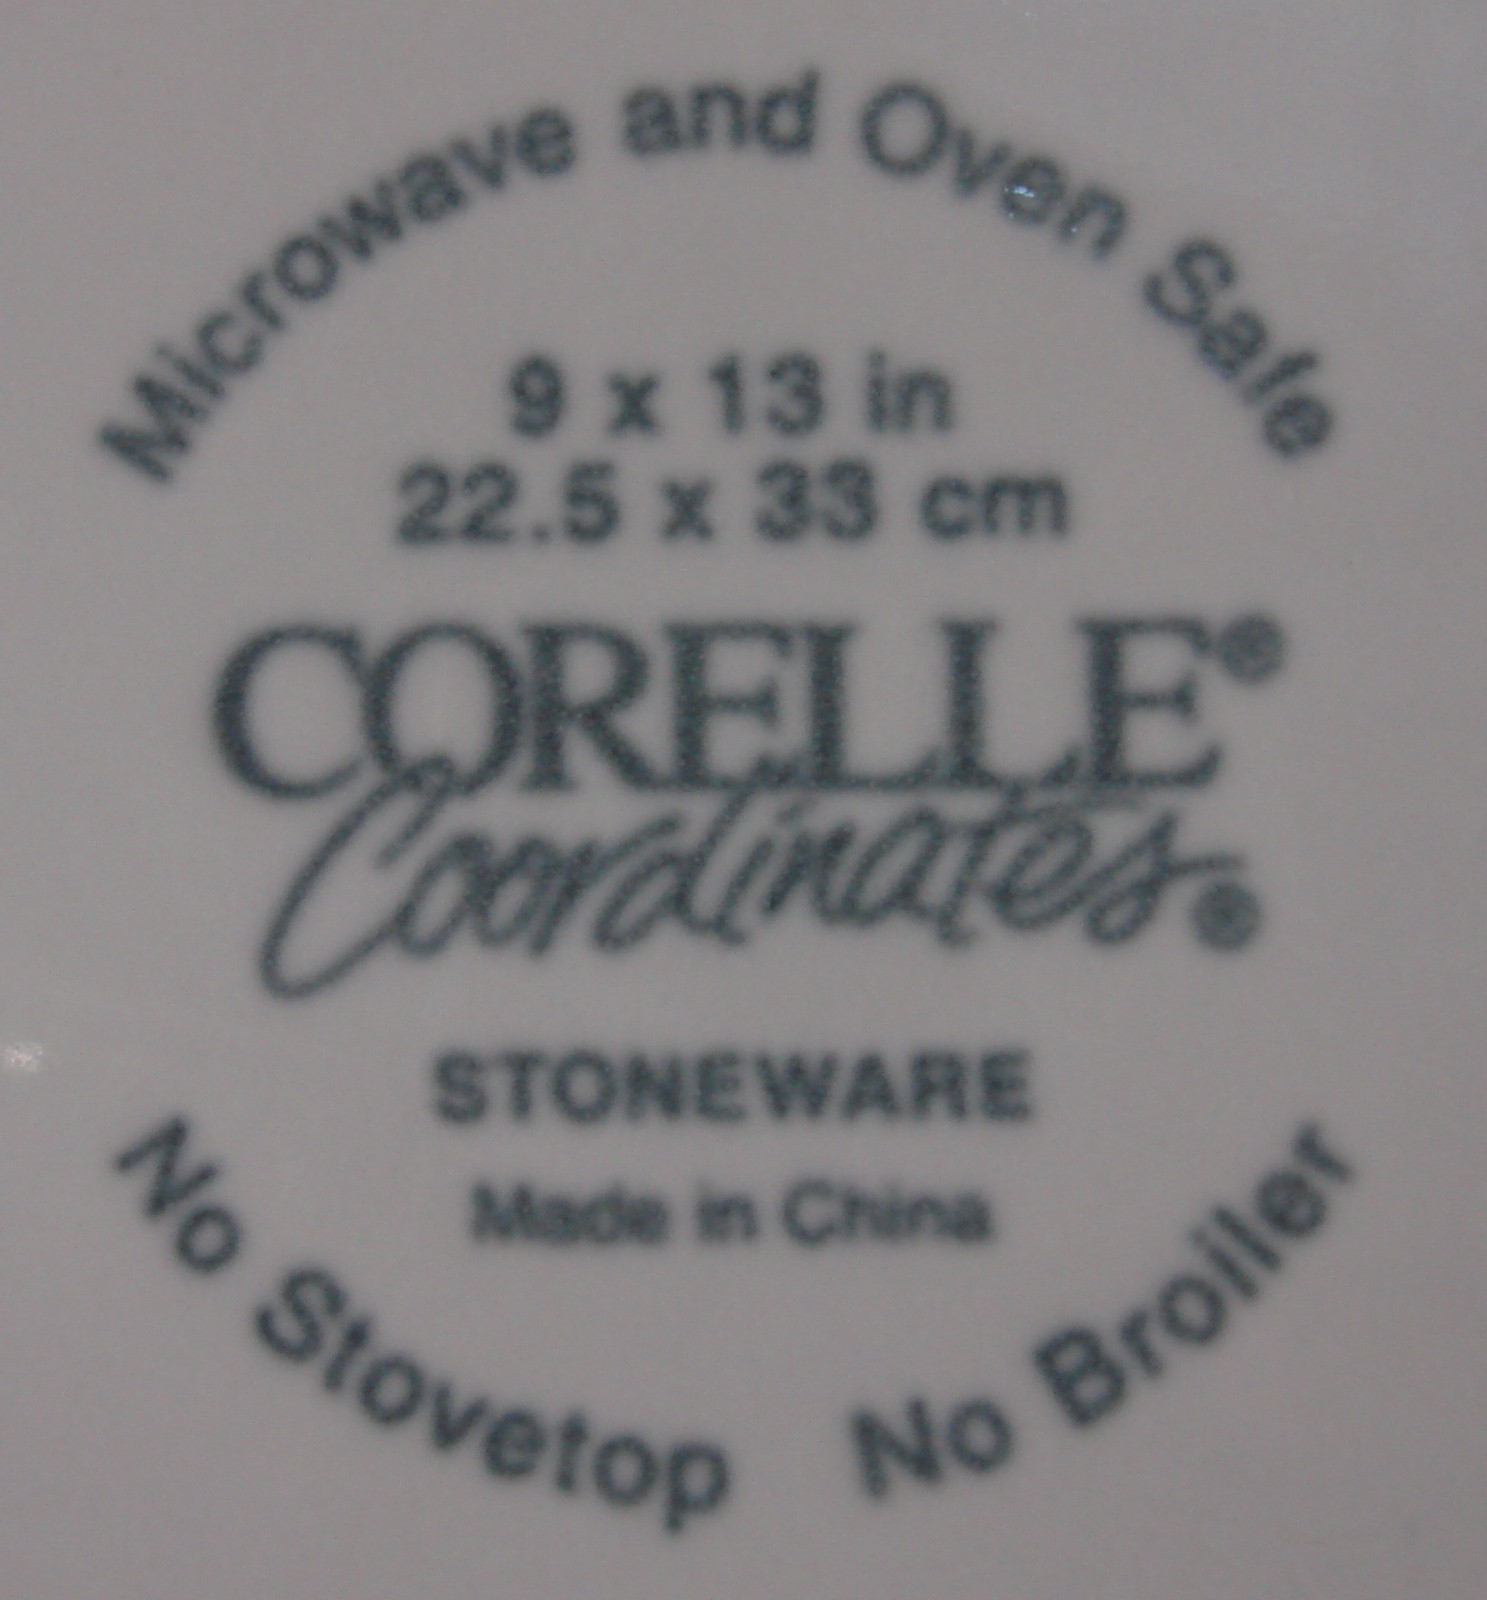 Microwave and Oven Safe
9 x 13 in
22.5 x 33 cm
CORELLE®
Coordinates®
STONEWARE
Made in China
No Stovetop No Broiler